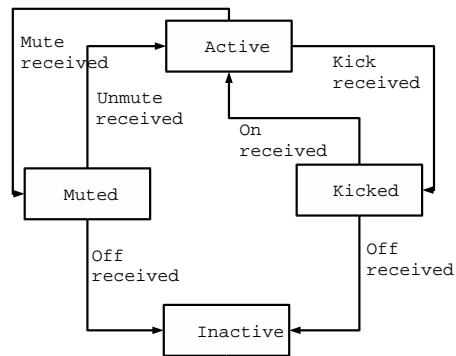 Active
Mute
received
Kick
received
Unmute
received
On
received
Muted
Kicked
Off
received
Off
received
Inactive